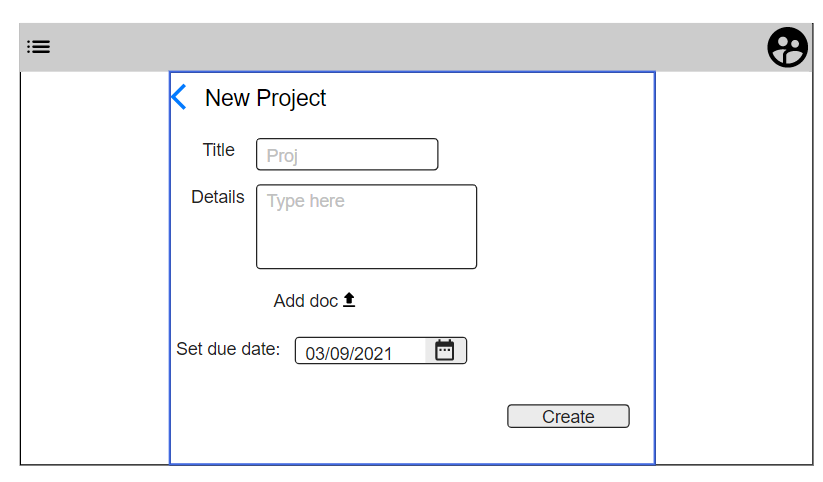 New Project
Title
Proj
Details
Type here
Add doc
Set due date:
03/09/2021
Create